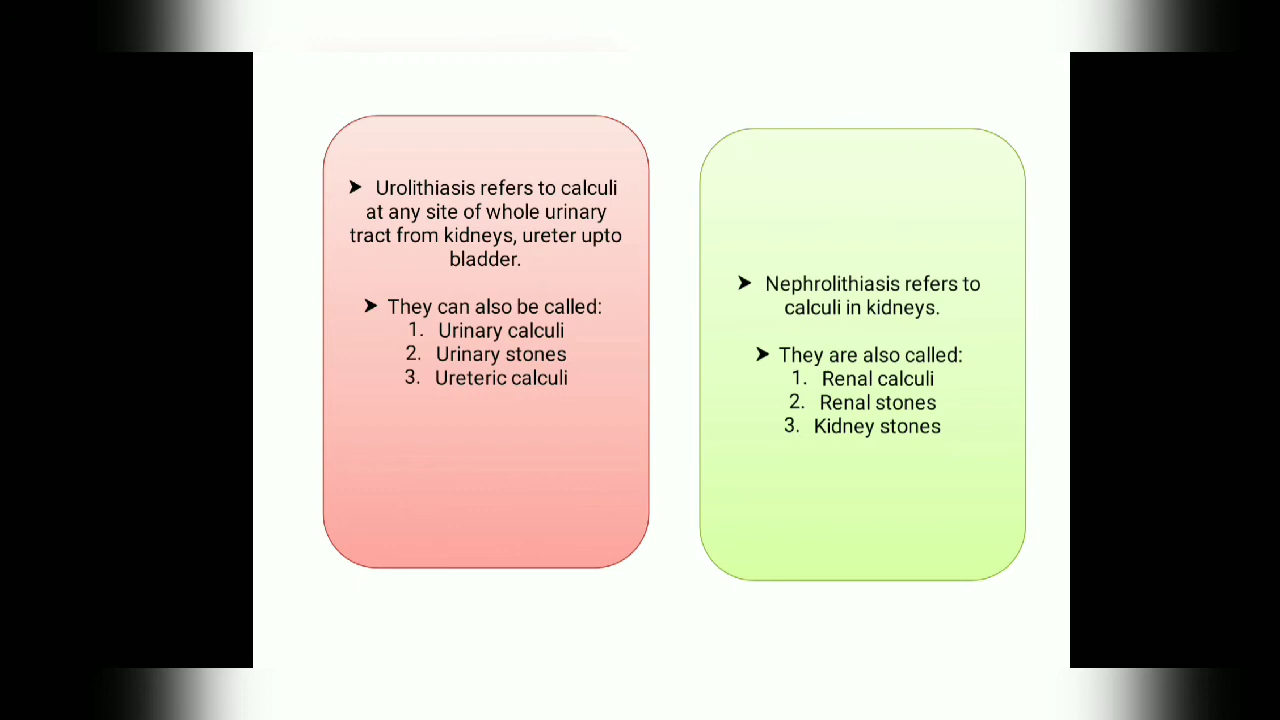 ➤ Urolithiasis refers to calculi
at any site of whole urinary
tract from kidneys, ureter upto
bladder.
➤ They can also be called:
1. Urinary calculi
2. Urinary stones
3. Ureteric calculi
➤ Nephrolithiasis refers to
calculi in kidneys.
➤ They are also called:
1. Renal calculi
2. Renal stones
3. Kidney stones